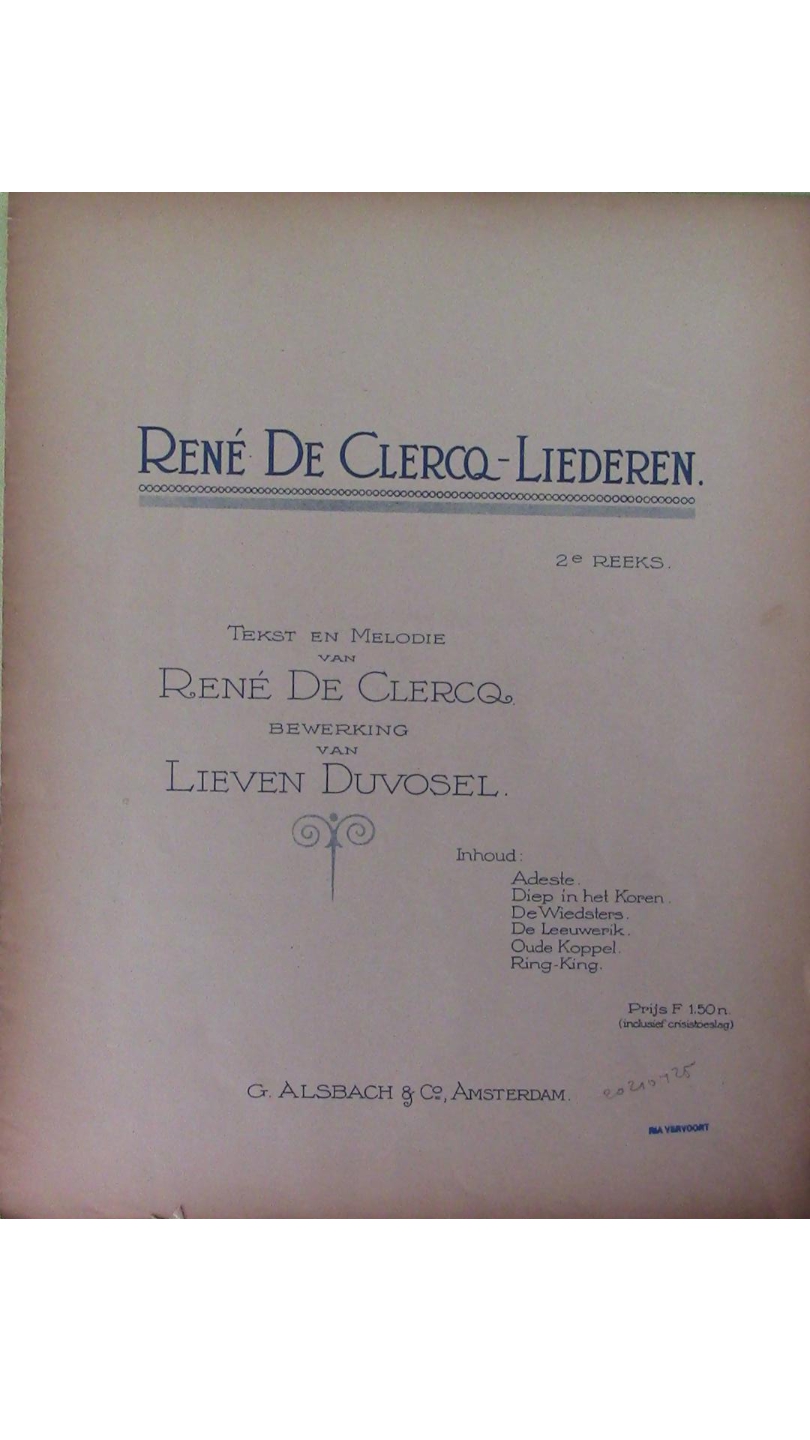 RENÉ DE CLERCQ-LIEDEREN.
2e REEKS.
TEKST EN MELODIE
VAN
RENÉ DE CLERCQ.
BEWERKING
VAN
LIEVEN DUVOSEL.
Inhoud:
Adeste.
Diep in het Koren.
De Wiedsters.
De Leeuwerik.
Oude Koppel.
Ring-King.
Prijs F 1.50 n.
(inclusief crisistoeslag)
G. ALSBACH & Co., AMSTERDAM.
RIA VERVOORT